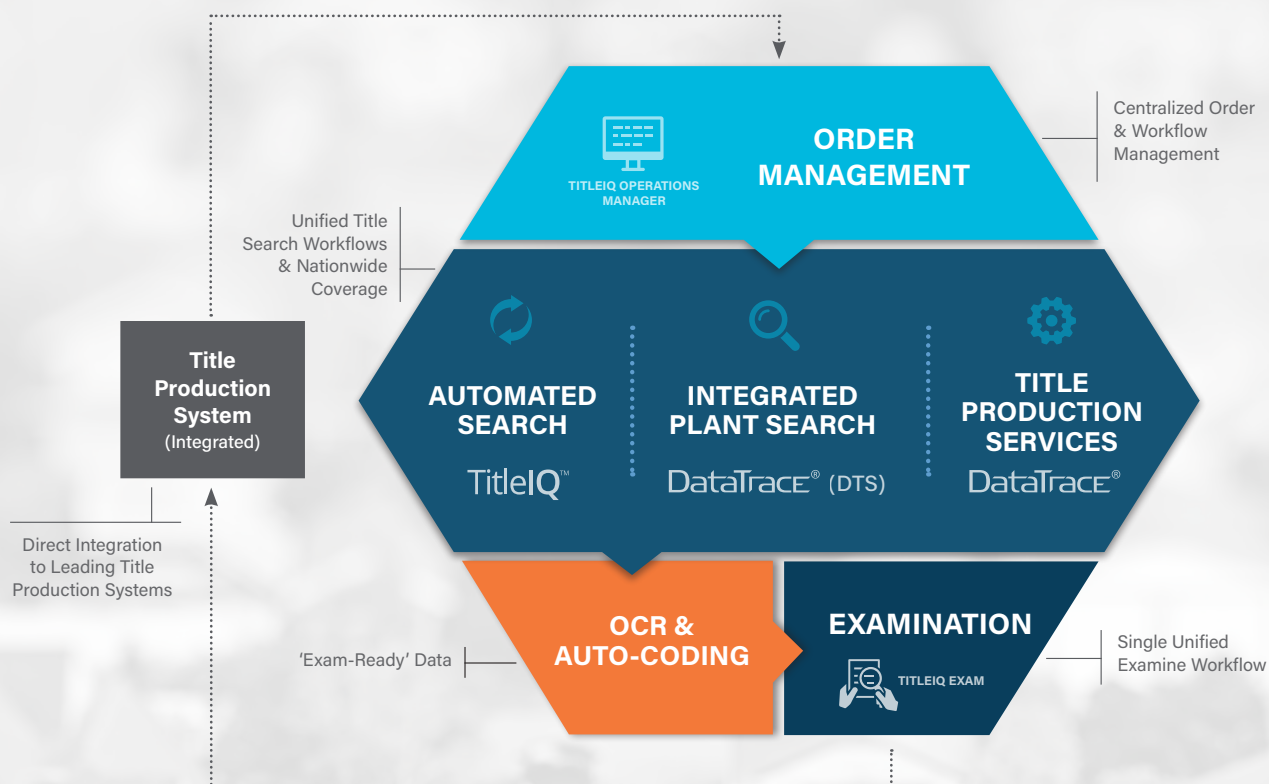 ORDER
MANAGEMENT
TITLEIQ OPERATIONS
MANAGER
Centralized Order
& Workflow
Management
Unified Title
Search Workflows
& Nationwide
Coverage
Title
Production
System
(Integrated)
Direct Integration
to Leading Title
Production Systems
AUTOMATED
SEARCH
TitleIQ™
INTEGRATED
PLANT SEARCH
DataTrace® (DTS)
TITLE
PRODUCTION
SERVICES
DataTrace®
'Exam-Ready' Data
OCR &
AUTO-CODING
EXAMINATION
TITLEIQ EXAM
Single Unified
Examine Workflow